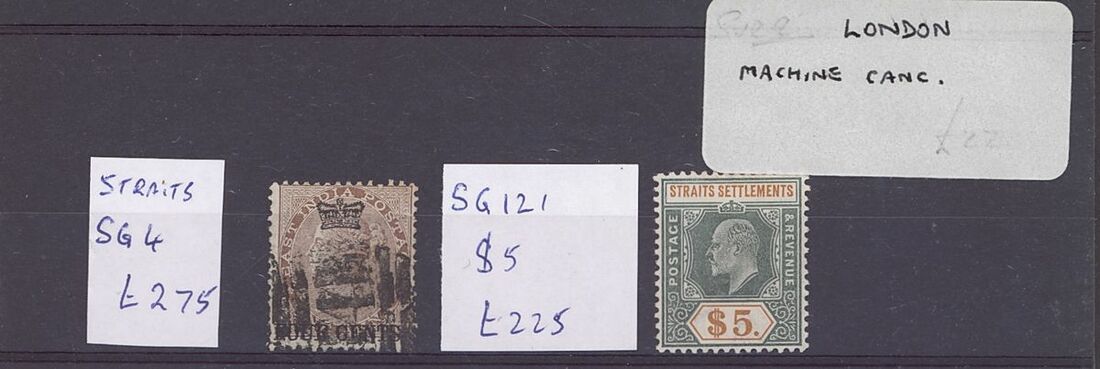 LONDON
MACHINE CANC.
STRAITS
SG 4
£275
EAST INDIA POSTA
FOUR CENTS
SG 121
$5
£225
STRAITS SETTLEMENTS
POSTAGE
& REVENUE
$5.